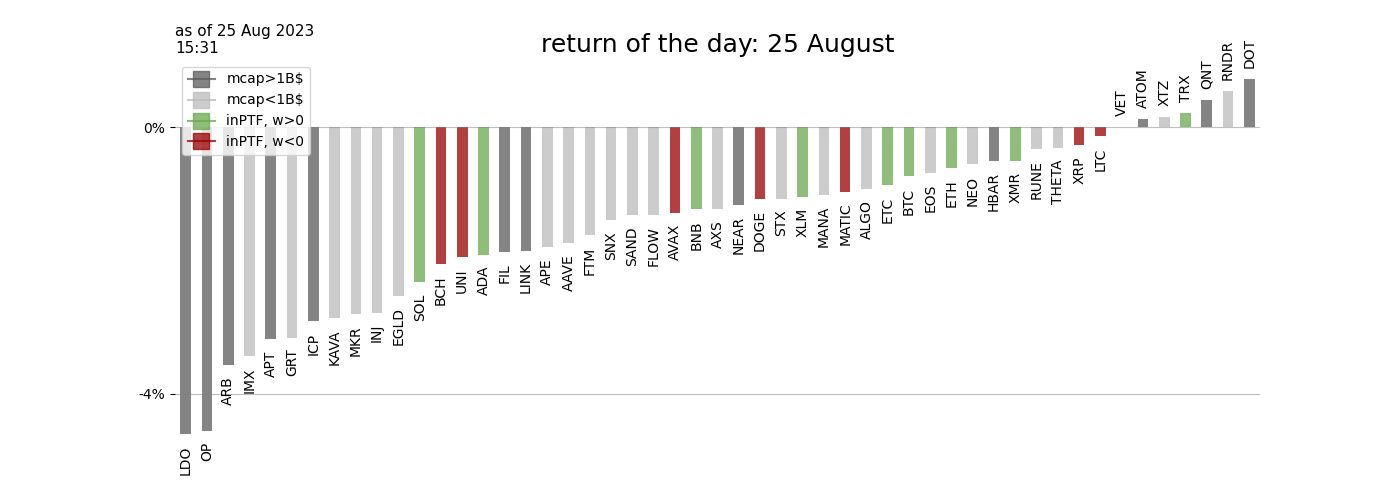 as of 25 Aug 2023
15:31
return of the day: 25 August
mcap>1B$
mcap<1B$
inPTF, w>0
inPTF, w<0
0%
-4%
LDO
OP
ARB
IMX
APT
GRT
ICP
KAVA
MKR
INJ
EGLD
SOL
BCH
UNI
ADA
FIL
LINK
APE
AAVE
FTM
SNX
SAND
FLOW
AVAX
BNB
AXS
NEAR
DOGE
STX
XLM
MANA
MATIC
ALGO
ETC
BTC
EOS
ETH
NEO
HBAR
XMR
RUNE
THETA
XRP
LTC
VET
ATOM
XTZ
TRX
QNT
RNDR
DOT